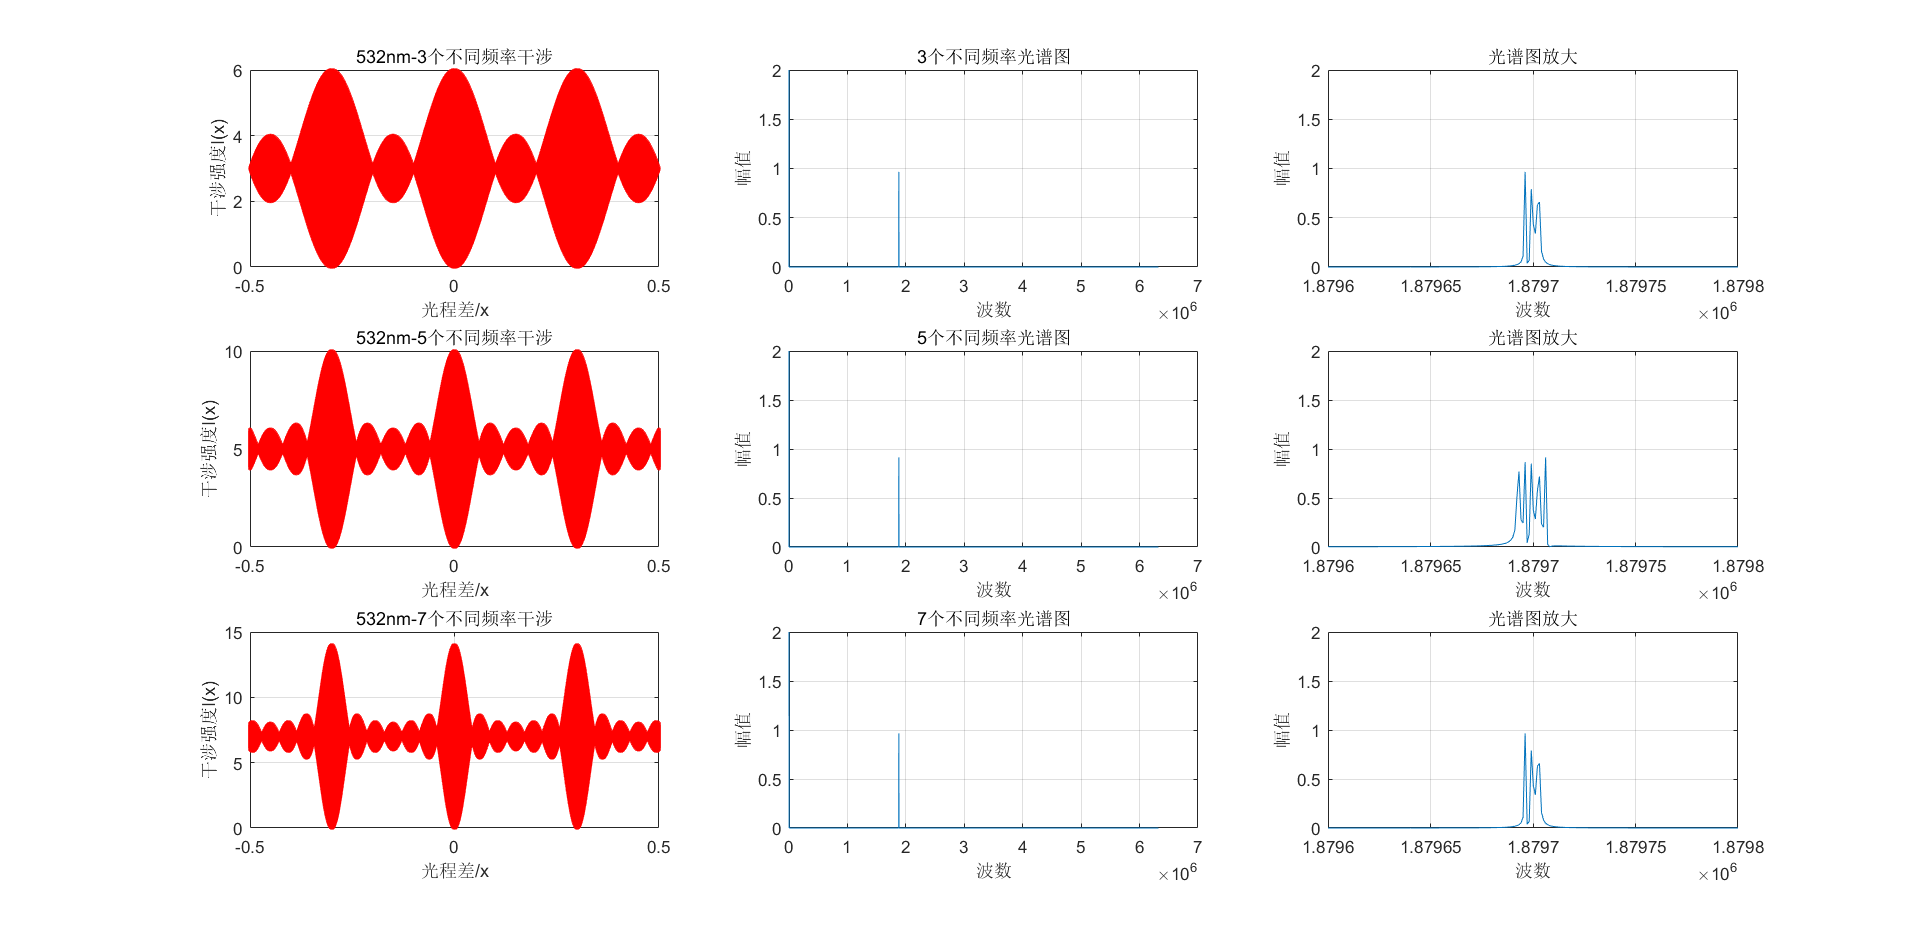 532nm-3个不同频率干涉
干涉强度I(x)
6
4
2
0
-0.5 0 0.5
光程差/x
3个不同频率光谱图
幅值
2
1.5
1
0.5
0
0 1 2 3 4 5 6 7
波数
×10^6
光谱图放大
幅值
2
1.5
1
0.5
0
1.8796 1.87965 1.8797 1.87975 1.8798
波数
×10^6
532nm-5个不同频率干涉
干涉强度I(x)
10
5
0
-0.5 0 0.5
光程差/x
5个不同频率光谱图
幅值
2
1.5
1
0.5
0
0 1 2 3 4 5 6 7
波数
×10^6
光谱图放大
幅值
2
1.5
1
0.5
0
1.8796 1.87965 1.8797 1.87975 1.8798
波数
×10^6
532nm-7个不同频率干涉
干涉强度I(x)
15
10
5
0
-0.5 0 0.5
光程差/x
7个不同频率光谱图
幅值
2
1.5
1
0.5
0
0 1 2 3 4 5 6 7
波数
×10^6
光谱图放大
幅值
2
1.5
1
0.5
0
1.8796 1.87965 1.8797 1.87975 1.8798
波数
×10^6